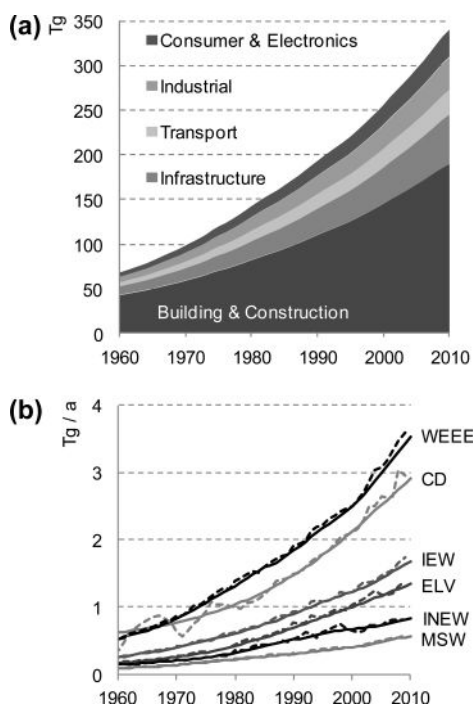 (a)
Tg
350
300
250
200
150
100
50
0
Consumer & Electronics
Industrial
Transport
Infrastructure
Building & Construction
1960 1970 1980 1990 2000 2010
(b)
Tg / a
4
3
2
1
0
WEEE
CD
IEW
ELV
INEW
MSW
1960 1970 1980 1990 2000 2010